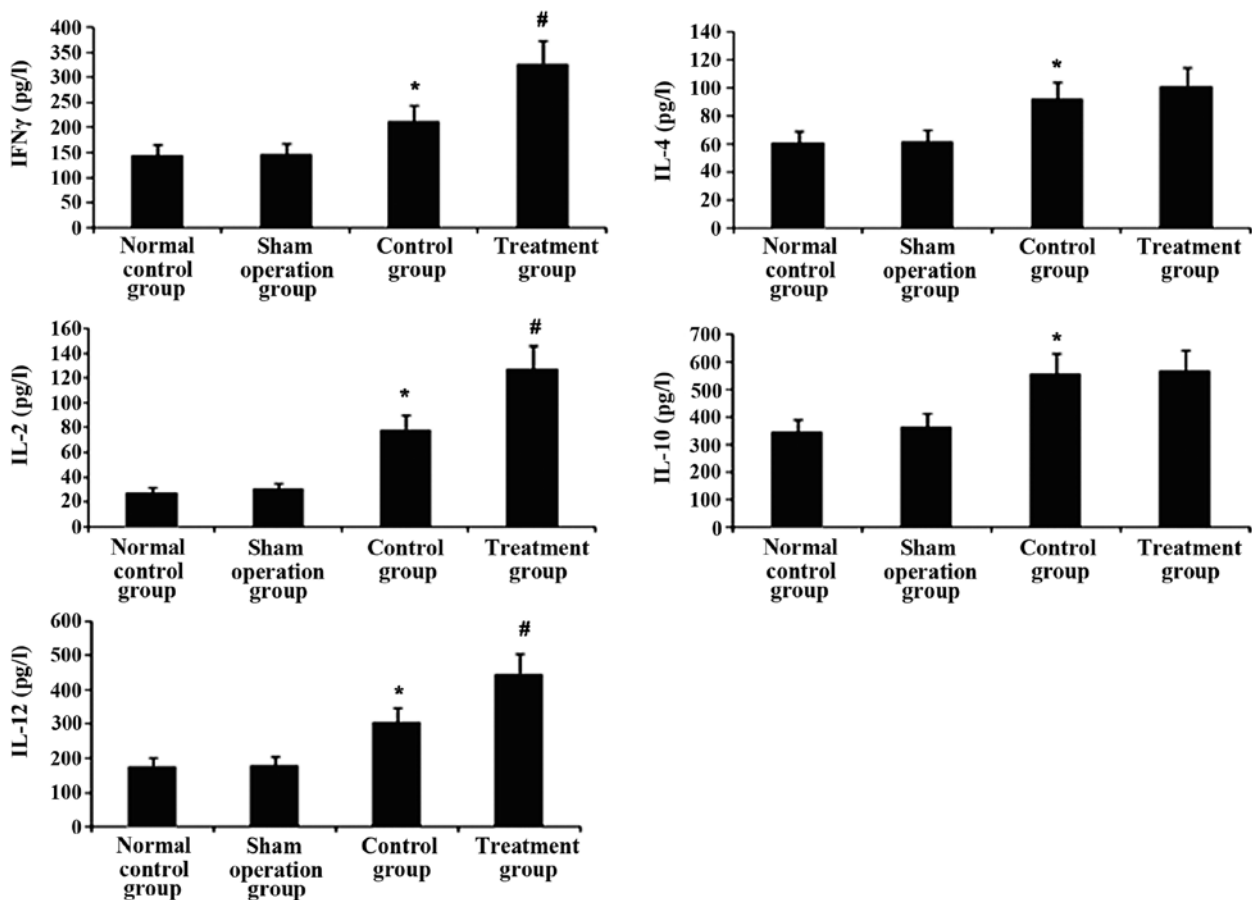 IFNγ (pg/l)
400
350
300
250
200
150
100
50
0
*
#
Normal control group
Sham operation group
Control group
Treatment group
IL-4 (pg/l)
140
120
100
80
60
40
20
0
*
Normal control group
Sham operation group
Control group
Treatment group
IL-2 (pg/l)
160
140
120
100
80
60
40
20
0
*
#
Normal control group
Sham operation group
Control group
Treatment group
IL-10 (pg/l)
700
600
500
400
300
200
100
0
*
Normal control group
Sham operation group
Control group
Treatment group
IL-12 (pg/l)
600
500
400
300
200
100
0
*
#
Normal control group
Sham operation group
Control group
Treatment group